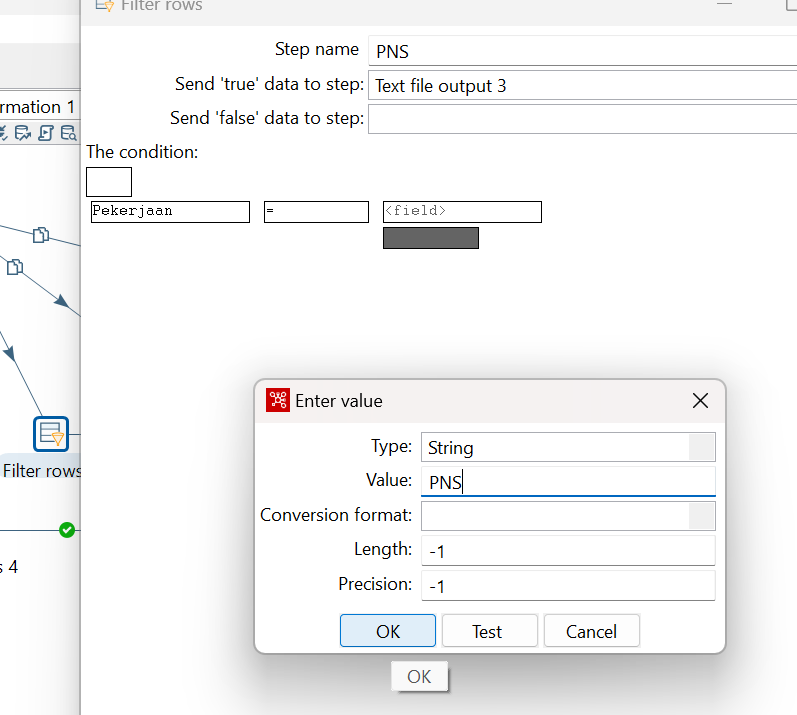 Filter rows
Step name PNS
Send 'true' data to step: Text file output 3
rmation 1
Send 'false' data to step:
The condition:
Pekerjaan = <field>
Enter value
Type: String
Value: PNS
Filter rows
Conversion format:
Length: -1
s 4
Precision: -1
OK Test Cancel
OK